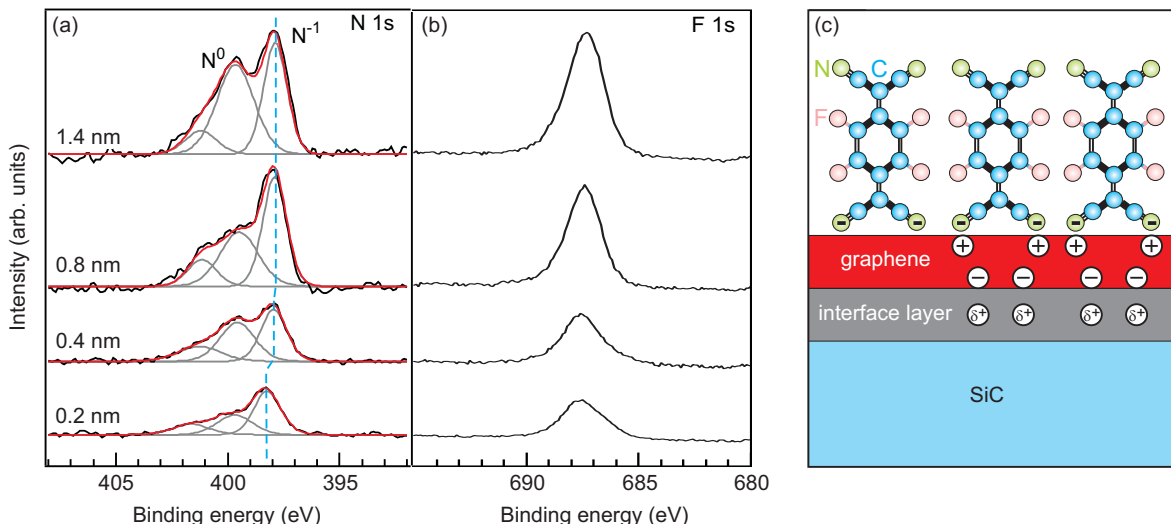 (a)
N 1s
N⁰
N⁻¹
1.4 nm
0.8 nm
0.4 nm
0.2 nm
Intensity (arb. units)
405
400
395
Binding energy (eV)
(b)
F 1s
690
685
680
Binding energy (eV)
(c)
N
C
F
- - - - - -
+ + + +
graphene
− − − −
interface layer
δ+ δ+ δ+ δ+
SiC